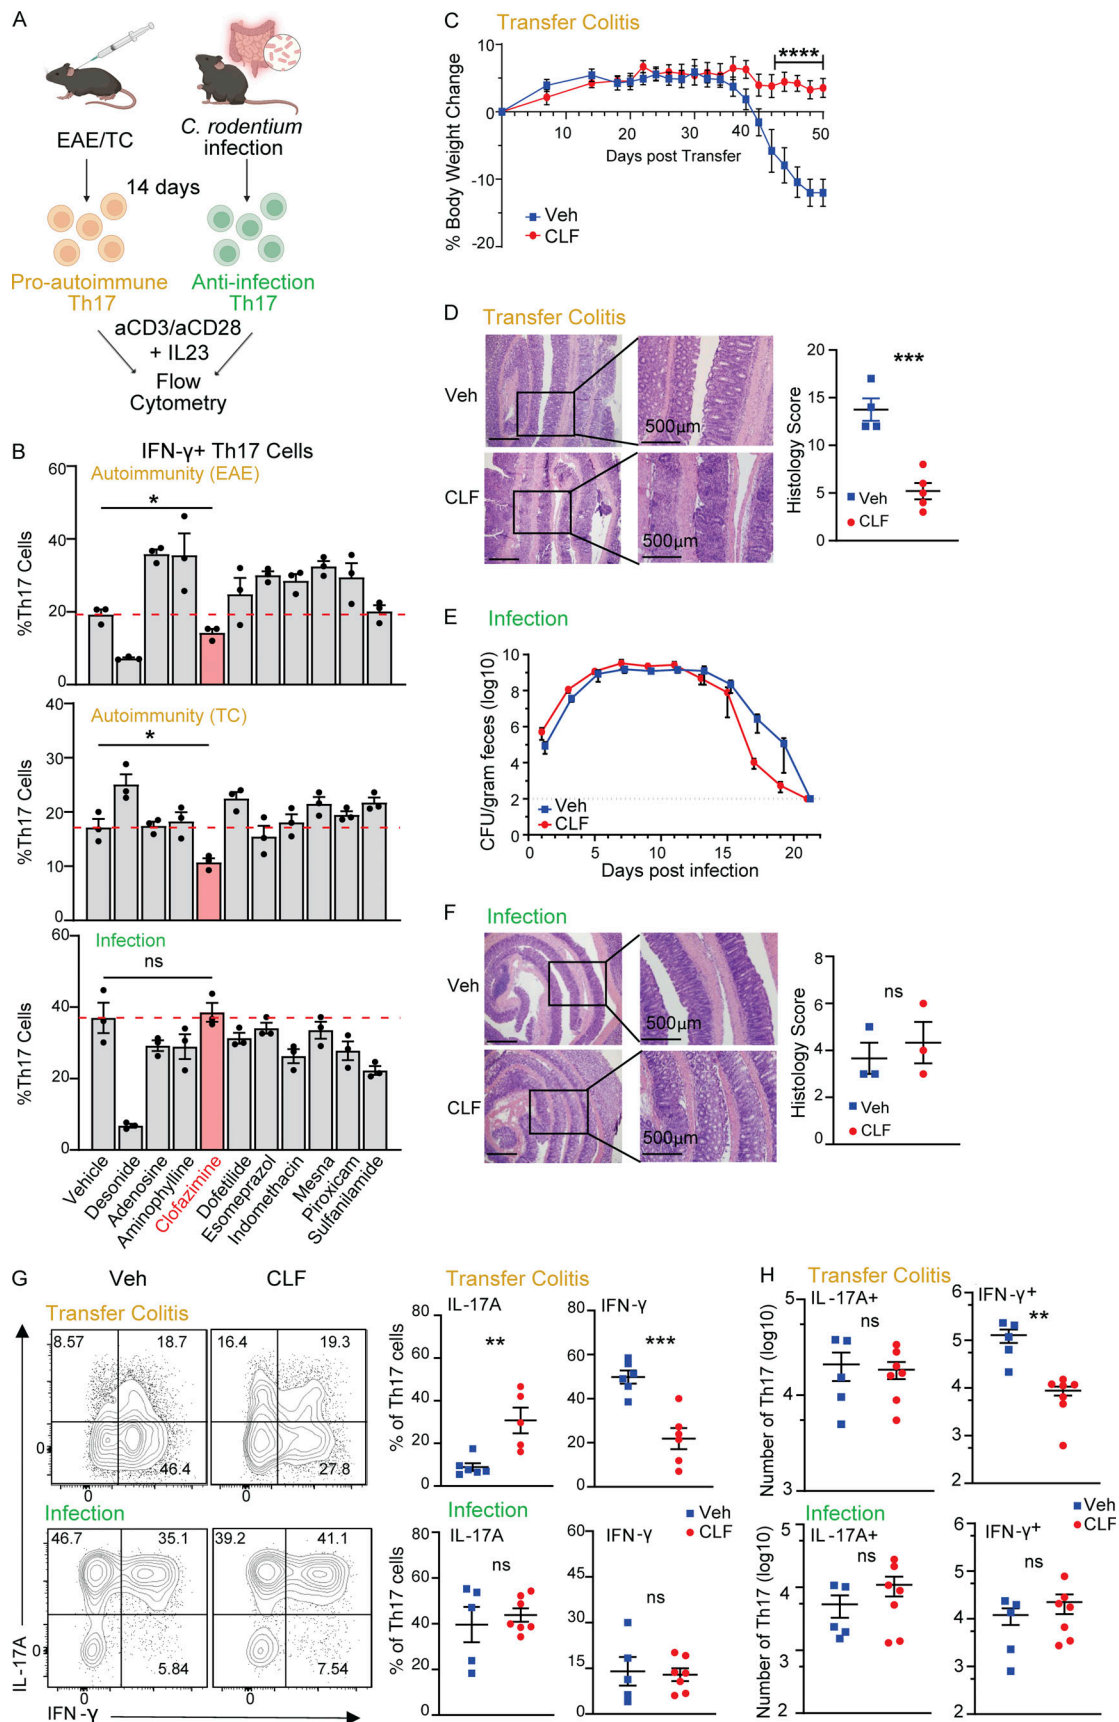 A
EAE/TC
C. rodentium
infection
14 days
Pro-autoimmune
Th17
Anti-infection
Th17
aCD3/aCD28
+ IL23
Flow
Cytometry
B
IFN-γ+ Th17 Cells
Autoimmunity (EAE)
*
%Th17 Cells
60
40
20
0
Autoimmunity (TC)
*
%Th17 Cells
40
30
20
10
0
Infection
ns
%Th17 Cells
60
40
20
0
Vehicle
Desonide
Adenosine
Aminophylline
Clofazimine
Dofetilide
Esomeprazol
Indomethacin
Mesna
Piroxicam
Sulfanilamide
C
Transfer Colitis
****
% Body Weight Change
10
0
-10
-20
10 20 30 40 50
Days post Transfer
Veh
CLF
D
Transfer Colitis
Veh
500µm
CLF
500µm
Histology Score
20
15
10
5
0
***
Veh
CLF
E
Infection
CFU/gram feces (log10)
10
8
6
4
2
0
Veh
CLF
0 5 10 15 20
Days post infection
F
Infection
Veh
500µm
CLF
500µm
Histology Score
8
6
4
2
0
ns
Veh
CLF
G
Veh
CLF
Transfer Colitis
8.57 18.7
46.4
0
0
16.4 19.3
27.8
0
Infection
46.7 35.1
5.84
0
0
39.2 41.1
7.54
0
IL-17A
IFN -γ
Transfer Colitis
% of Th17 cells
IL-17A
80
60
40
20
0
**
IFN-γ
80
60
40
20
0
***
Infection
Veh
CLF
% of Th17 cells
IL-17A
80
60
40
20
0
ns
IFN-γ
60
45
30
15
0
ns
H
Transfer Colitis
Number of Th17 (log10)
IL-17A+
5
4
3
ns
IFN-γ+
6
5
4
3
2
**
Infection
Veh
CLF
Number of Th17 (log10)
IL-17A+
5
4
3
2
ns
IFN-γ+
6
5
4
3
2
ns